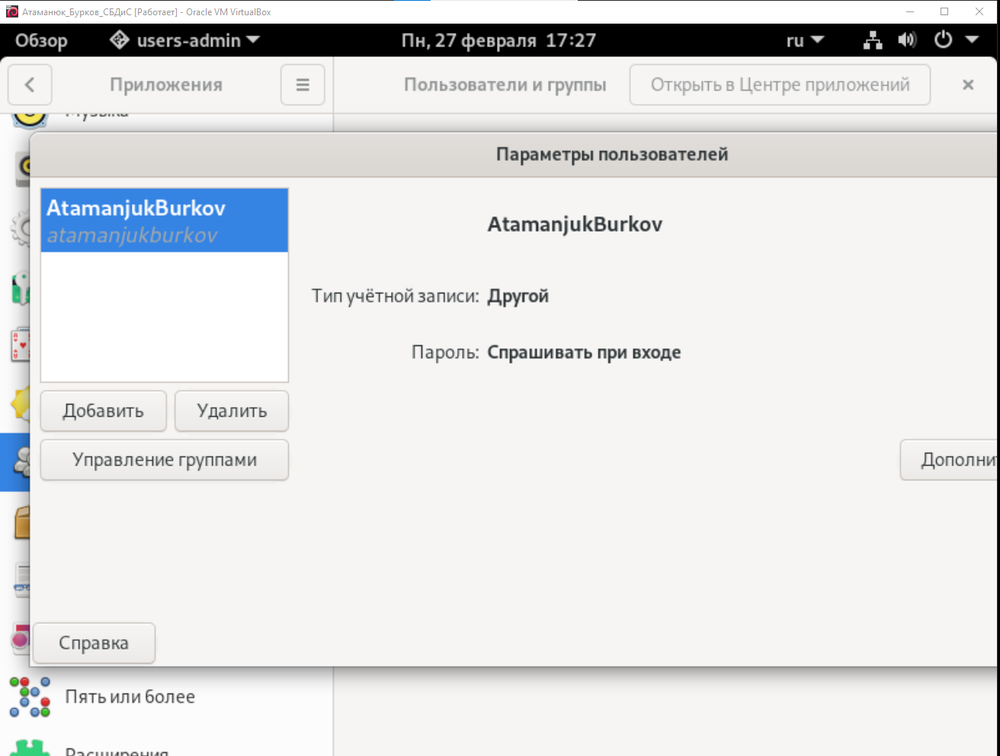 Атаманюк_Бурков_СБДиС [Работает] - Oracle VM VirtualBox
Обзор users-admin Пн, 27 февраля 17:27 ru
Приложения Пользователи и группы Открыть в Центре приложений
Музыка
Параметры пользователей
AtamanjukBurkov
atamanjukburkov
AtamanjukBurkov
Тип учётной записи: Другой
Пароль: Спрашивать при входе
Добавить Удалить
Управление группами Дополни
Справка
Пять или более
Расширения